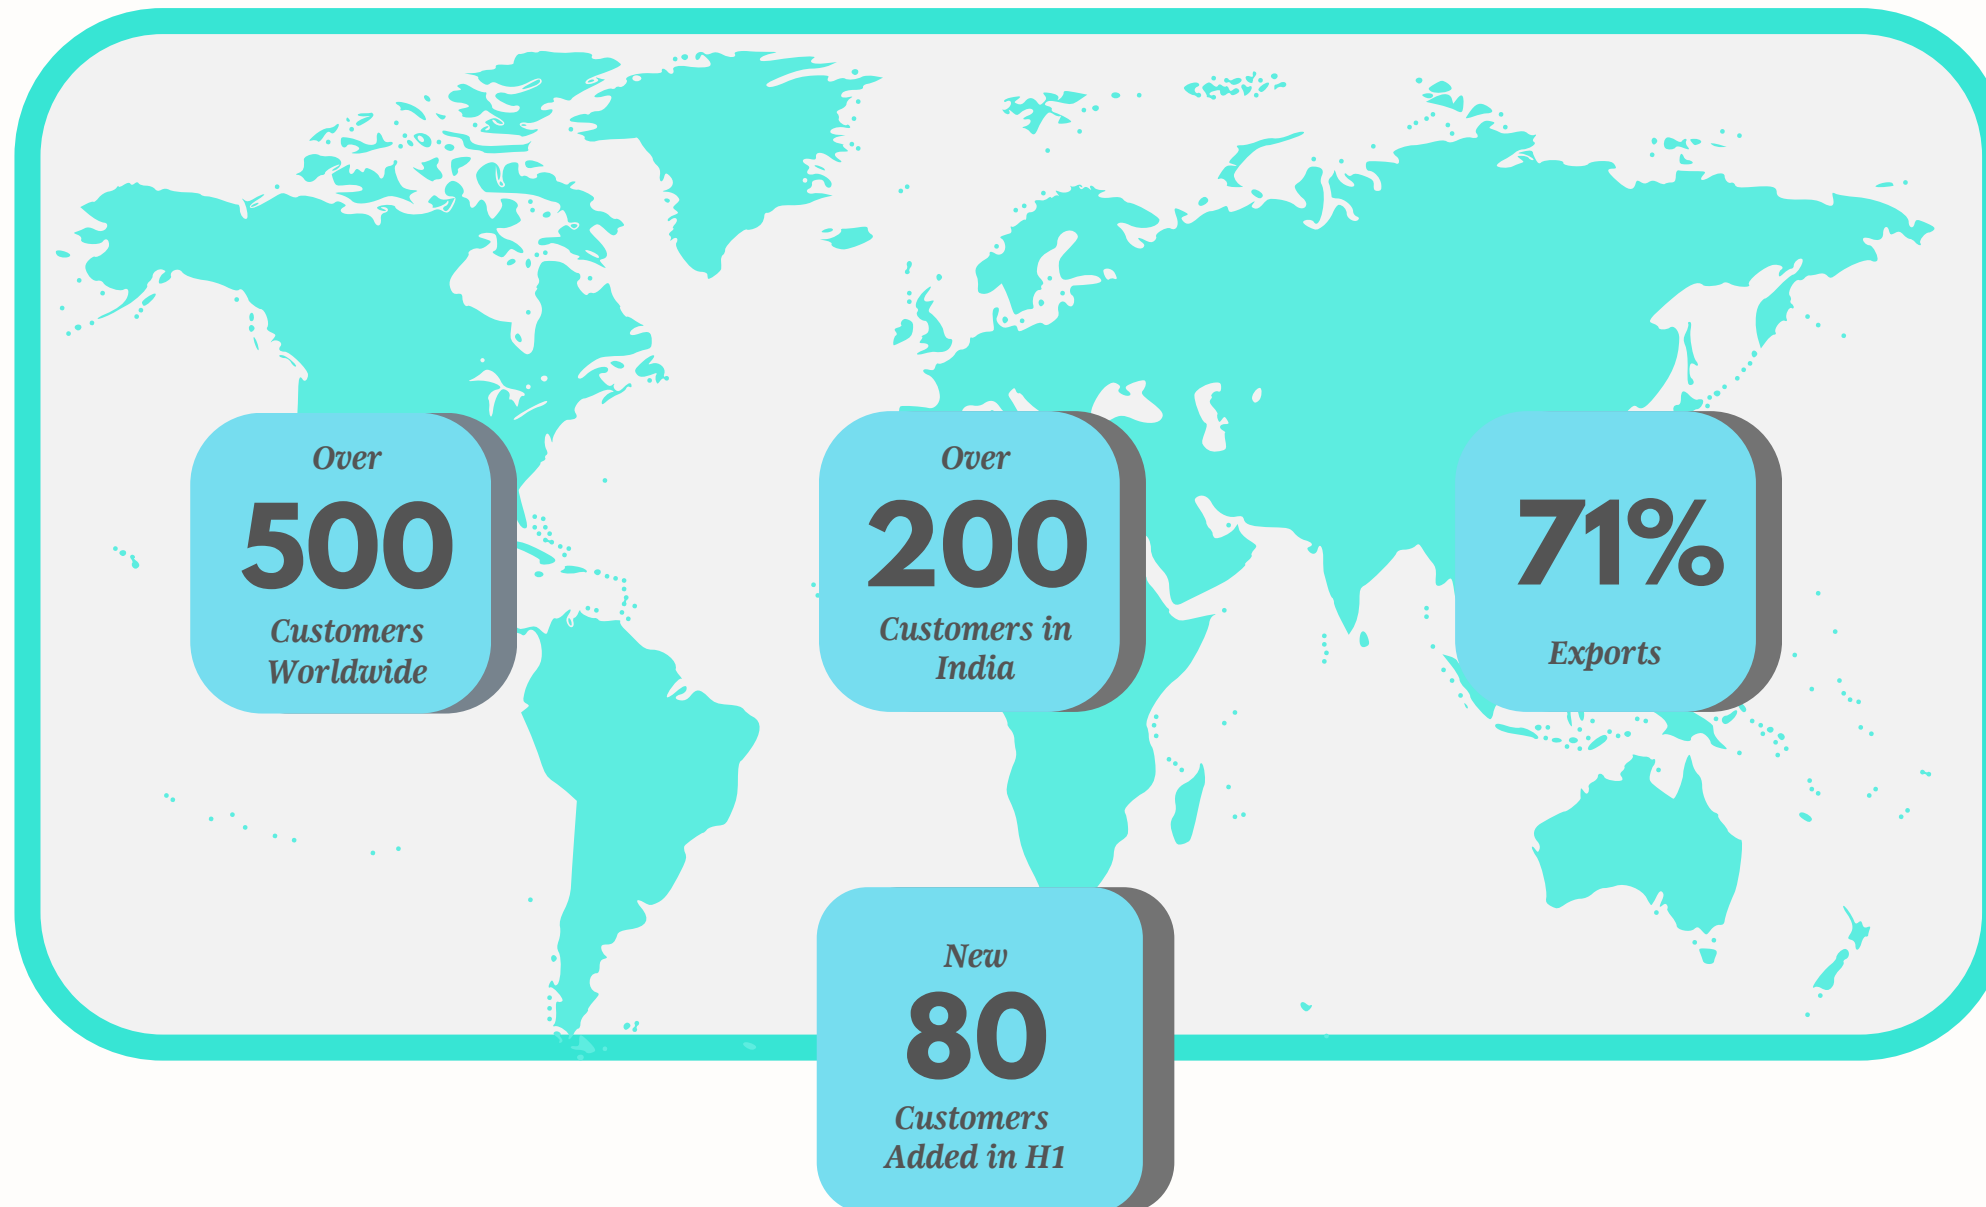 Over
500
Customers
Worldwide
Over
200
Customers in
India
71%
Exports
New
80
Customers
Added in H1